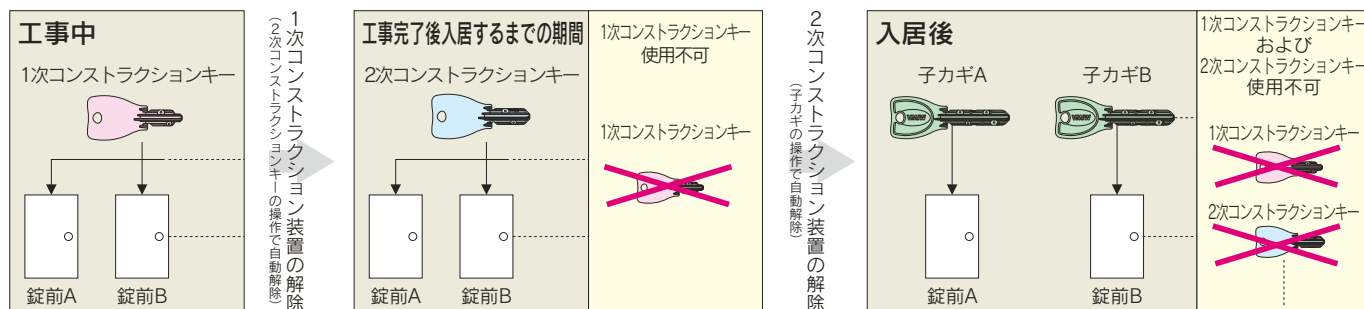 工事中
1次コンストラクションキー
錠前A
錠前B
1次コンストラクション装置の解除
(2次コンストラクションキーの操作で自動解除)
工事完了後入居するまでの期間
2次コンストラクションキー
錠前A
錠前B
1次コンストラクションキー
使用不可
1次コンストラクションキー
2次コンストラクション装置の解除
(子カギの操作で自動解除)
入居後
子カギA
子カギB
錠前A
錠前B
1次コンストラクションキー
および
2次コンストラクションキー
使用不可
1次コンストラクションキー
2次コンストラクションキー